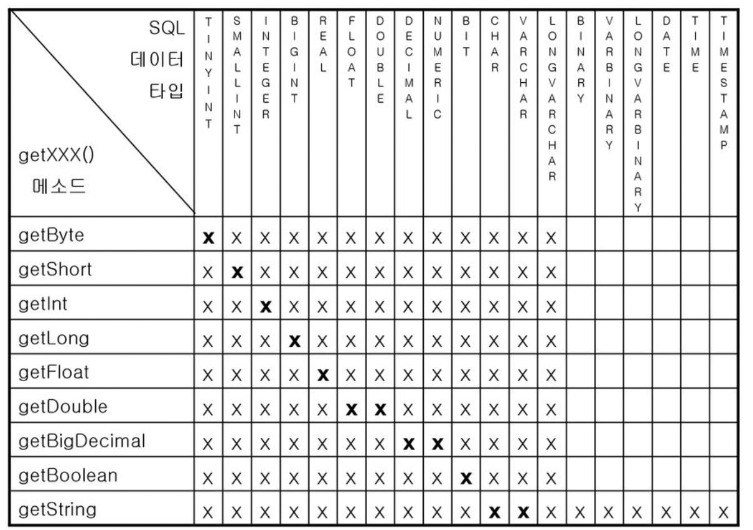 SQL
데이터
타입
getXXX()
메소드
TINYINT
SMALLLINT
INTEGER
BIGINT
REAL
FLOAT
DOUBLE
DECIMAL
NUMERIC
BIT
CHAR
VARCHAR
LONGVARCHAR
BINARY
VARBINARY
LONGVARBINARY
DATE
TIME
TIMESTAMP
getByte X X X X X X X X X X X X X
getShort X X X X X X X X X X X X X
getInt X X X X X X X X X X X X X
getLong X X X X X X X X X X X X X
getFloat X X X X X X X X X X X X X
getDouble X X X X X X X X X X X X X
getBigDecimal X X X X X X X X X X X X X
getBoolean X X X X X X X X X X X X X
getString X X X X X X X X X X X X X X X X X X X